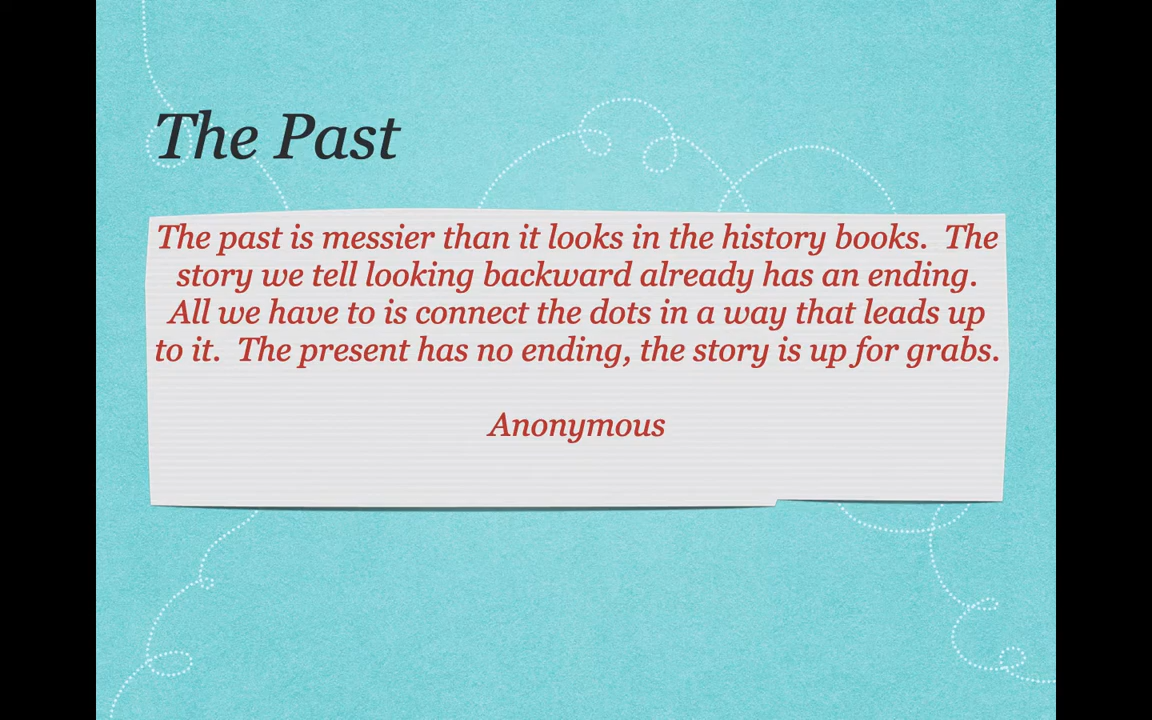 The Past
The past is messier than it looks in the history books.  The
story we tell looking backward already has an ending.
All we have to is connect the dots in a way that leads up
to it.  The present has no ending, the story is up for grabs.
Anonymous